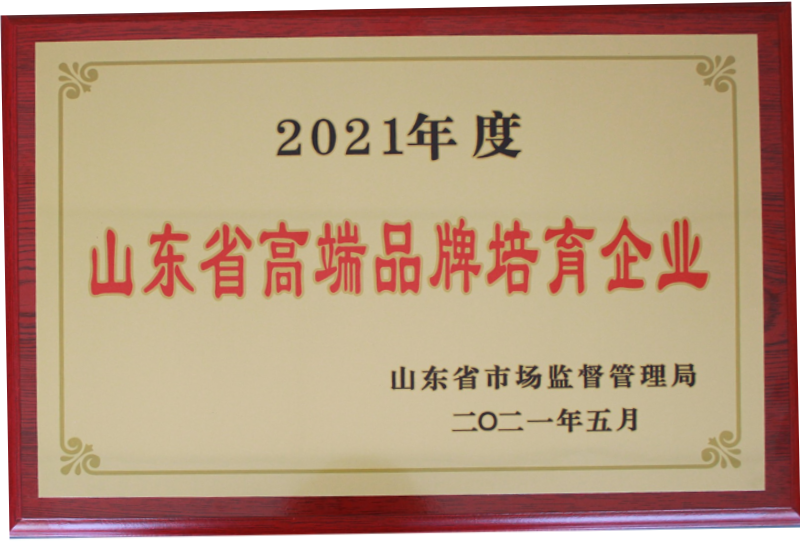 2021年度
山东省高端品牌培育企业
山东省市场监督管理局
二〇二一年五月